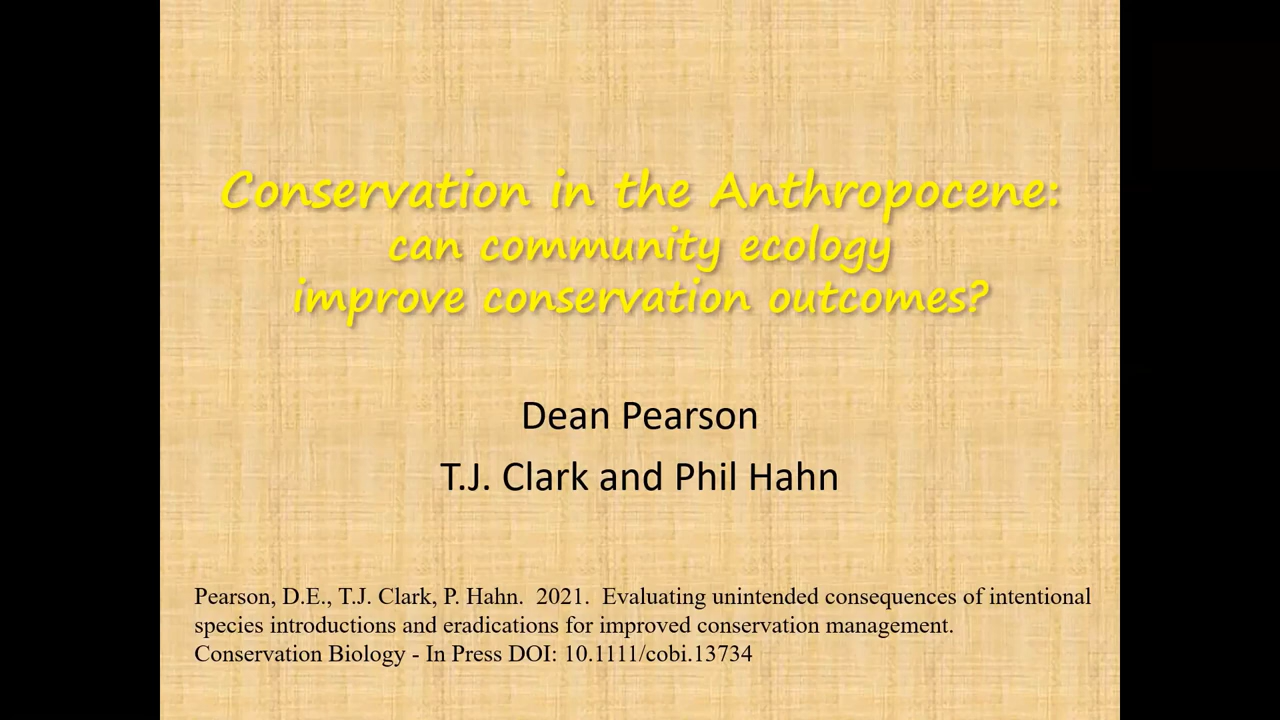 Conservation in the Anthropocene:
can community ecology
improve conservation outcomes?
Dean Pearson
T.J. Clark and Phil Hahn
Pearson, D.E., T.J. Clark, P. Hahn.  2021.  Evaluating unintended consequences of intentional
species introductions and eradications for improved conservation management.
Conservation Biology - In Press DOI: 10.1111/cobi.13734